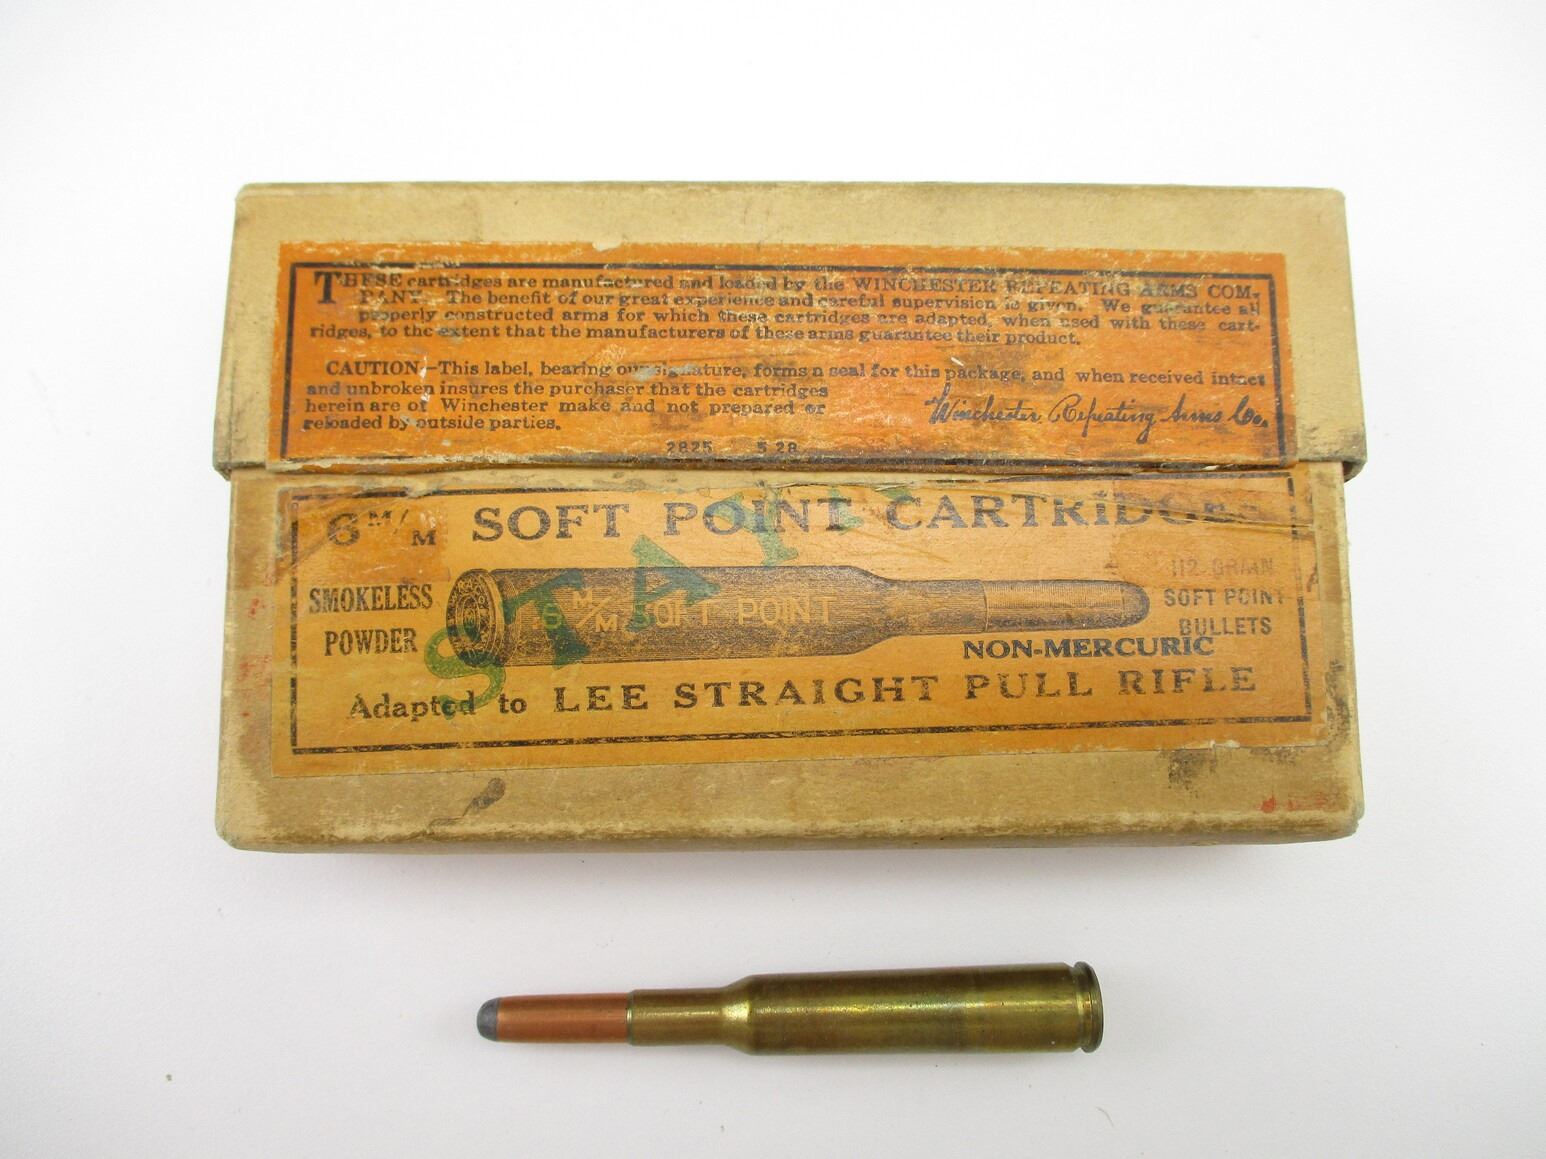 THESE cartridges are manufactured and loaded by the WINCHESTER REPEATING ARMS COM-
PANY. The benefit of our great experience and careful supervision is given. We guarantee all
properly constructed arms for which these cartridges are adapted, when used with these cart-
ridges, to the extent that the manufacturers of these arms guarantee their product.
CAUTION.—This label, bearing our signature, forms a seal for this package, and when received intact
and unbroken insures the purchaser that the cartridges
herein are of Winchester make and not prepared or
reloaded by outside parties.
Winchester Repeating Arms Co.
2825 5 28
6 M/M SOFT POINT CARTRIDGES
SMOKELESS
POWDER
6 M/M SOFT POINT
112 GRAIN
SOFT POINT
BULLETS
NON-MERCURIC
Adapted to LEE STRAIGHT PULL RIFLE